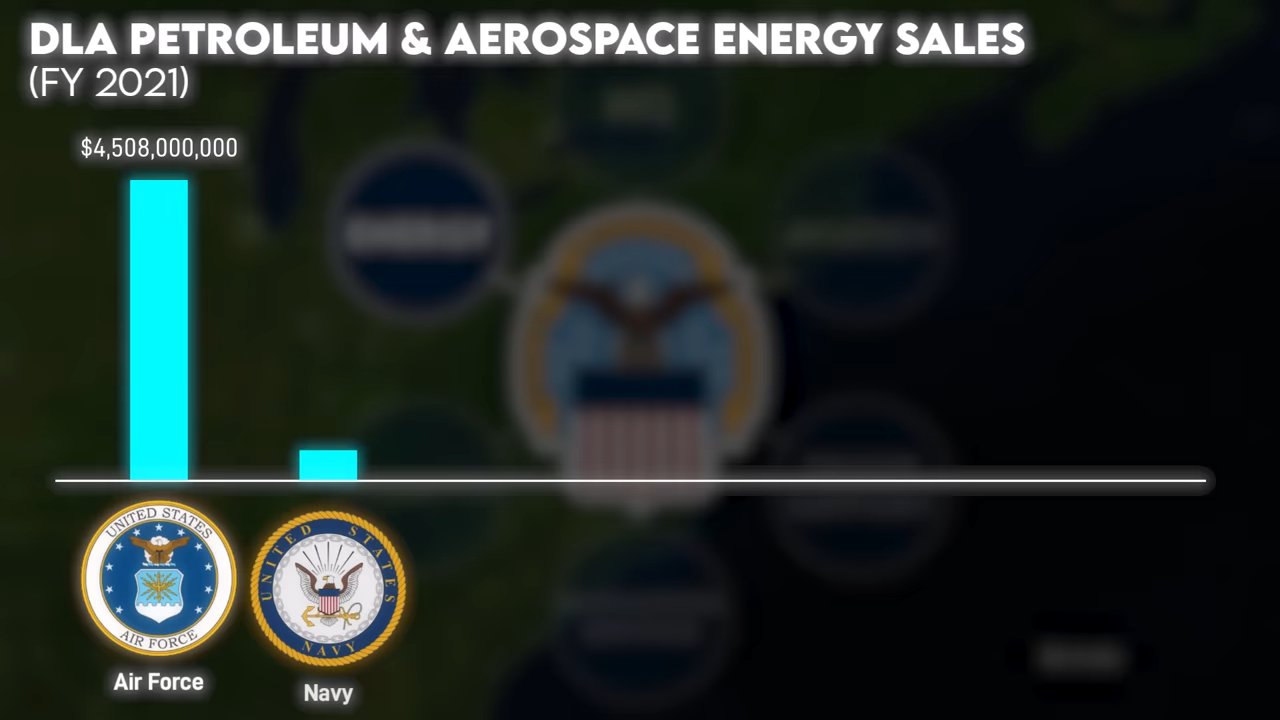 DLA PETROLEUM & AEROSPACE ENERGY SALES
(FY 2021)
$4,508,000,000
ENERGY
UNITED STATES
AIR FORCE
UNITED STATES
NAVY
Air Force
Navy